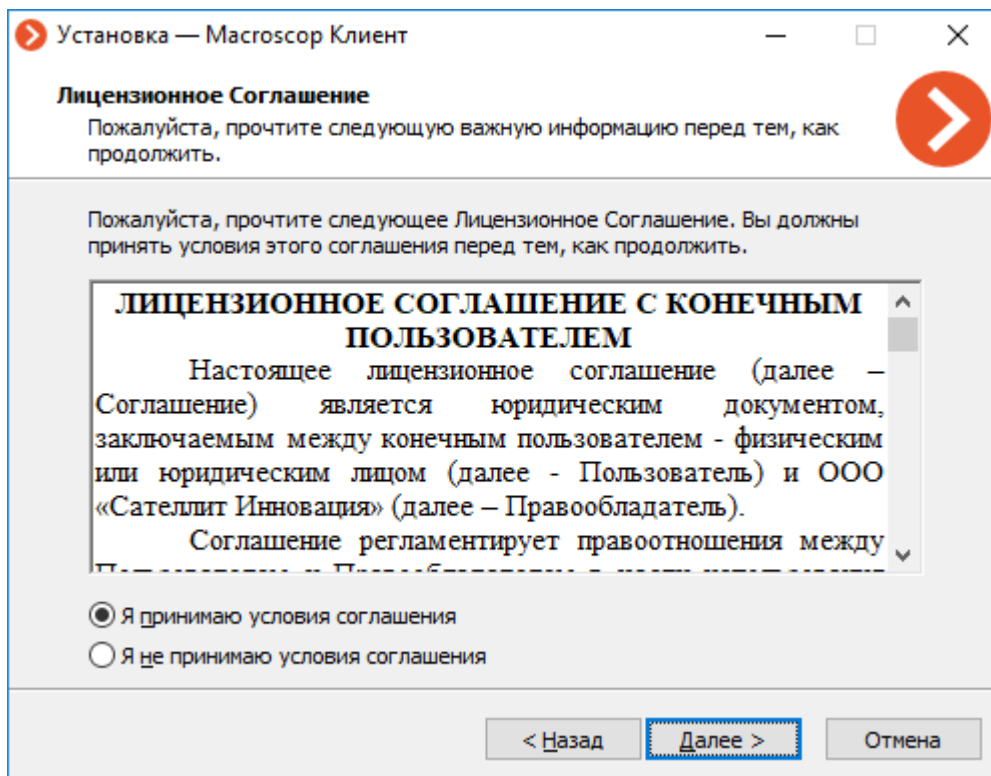 Установка — Macroscop Клиент
Лицензионное Соглашение
Пожалуйста, прочтите следующую важную информацию перед тем, как
продолжить.
Пожалуйста, прочтите следующее Лицензионное Соглашение. Вы должны
принять условия этого соглашения перед тем, как продолжить.
ЛИЦЕНЗИОННОЕ СОГЛАШЕНИЕ С КОНЕЧНЫМ
ПОЛЬЗОВАТЕЛЕМ
Настоящее лицензионное соглашение (далее –
Соглашение) является юридическим документом,
заключаемым между конечным пользователем - физическим
или юридическим лицом (далее - Пользователь) и ООО
«Сателлит Инновация» (далее – Правообладатель).
Соглашение регламентирует правоотношения между
Я принимаю условия соглашения
Я не принимаю условия соглашения
< Назад
Далее >
Отмена